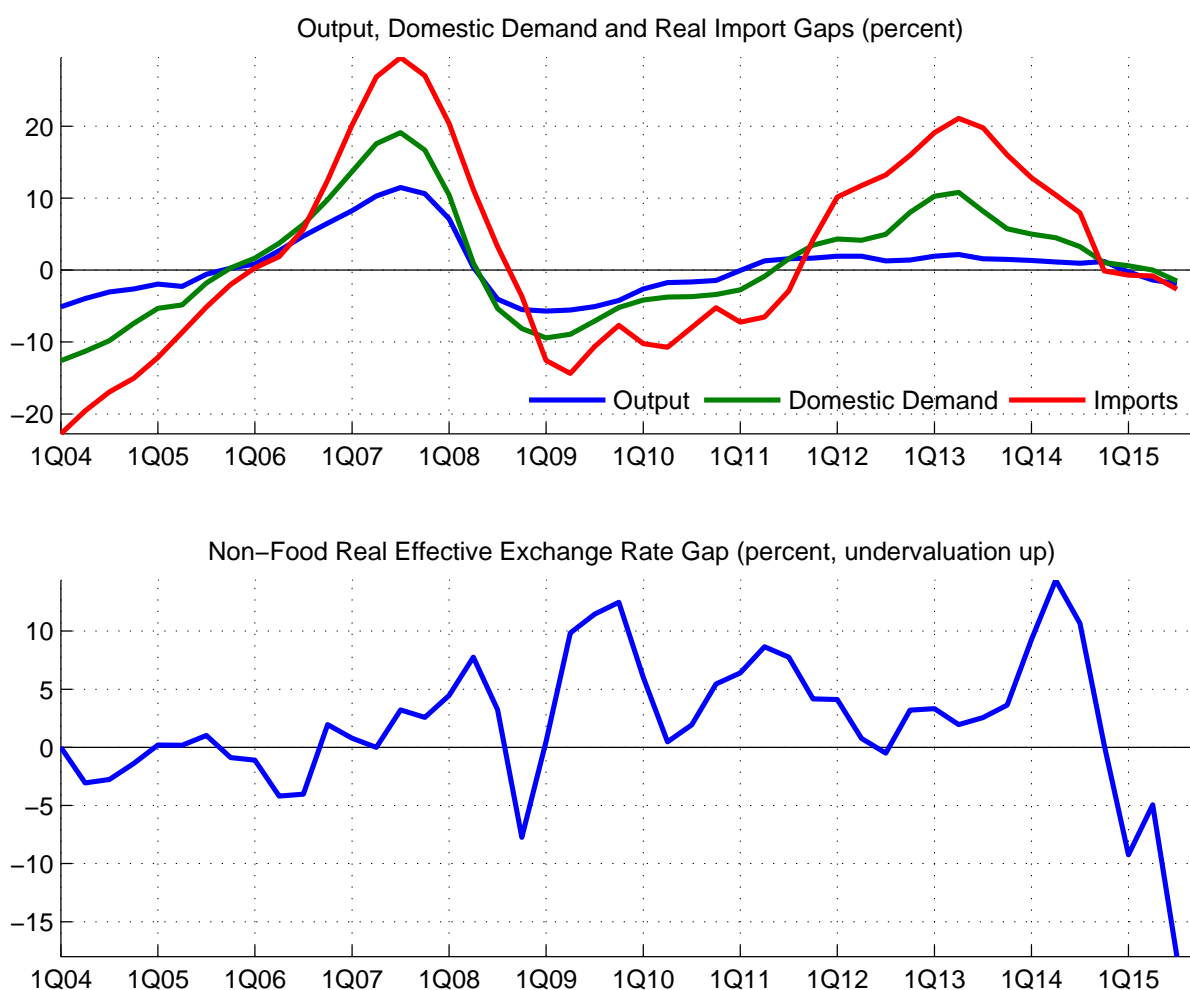 Output, Domestic Demand and Real Import Gaps (percent)
20
10
0
−10
−20
Output Domestic Demand Imports
1Q04 1Q05 1Q06 1Q07 1Q08 1Q09 1Q10 1Q11 1Q12 1Q13 1Q14 1Q15
Non−Food Real Effective Exchange Rate Gap (percent, undervaluation up)
10
5
0
−5
−10
−15
1Q04 1Q05 1Q06 1Q07 1Q08 1Q09 1Q10 1Q11 1Q12 1Q13 1Q14 1Q15